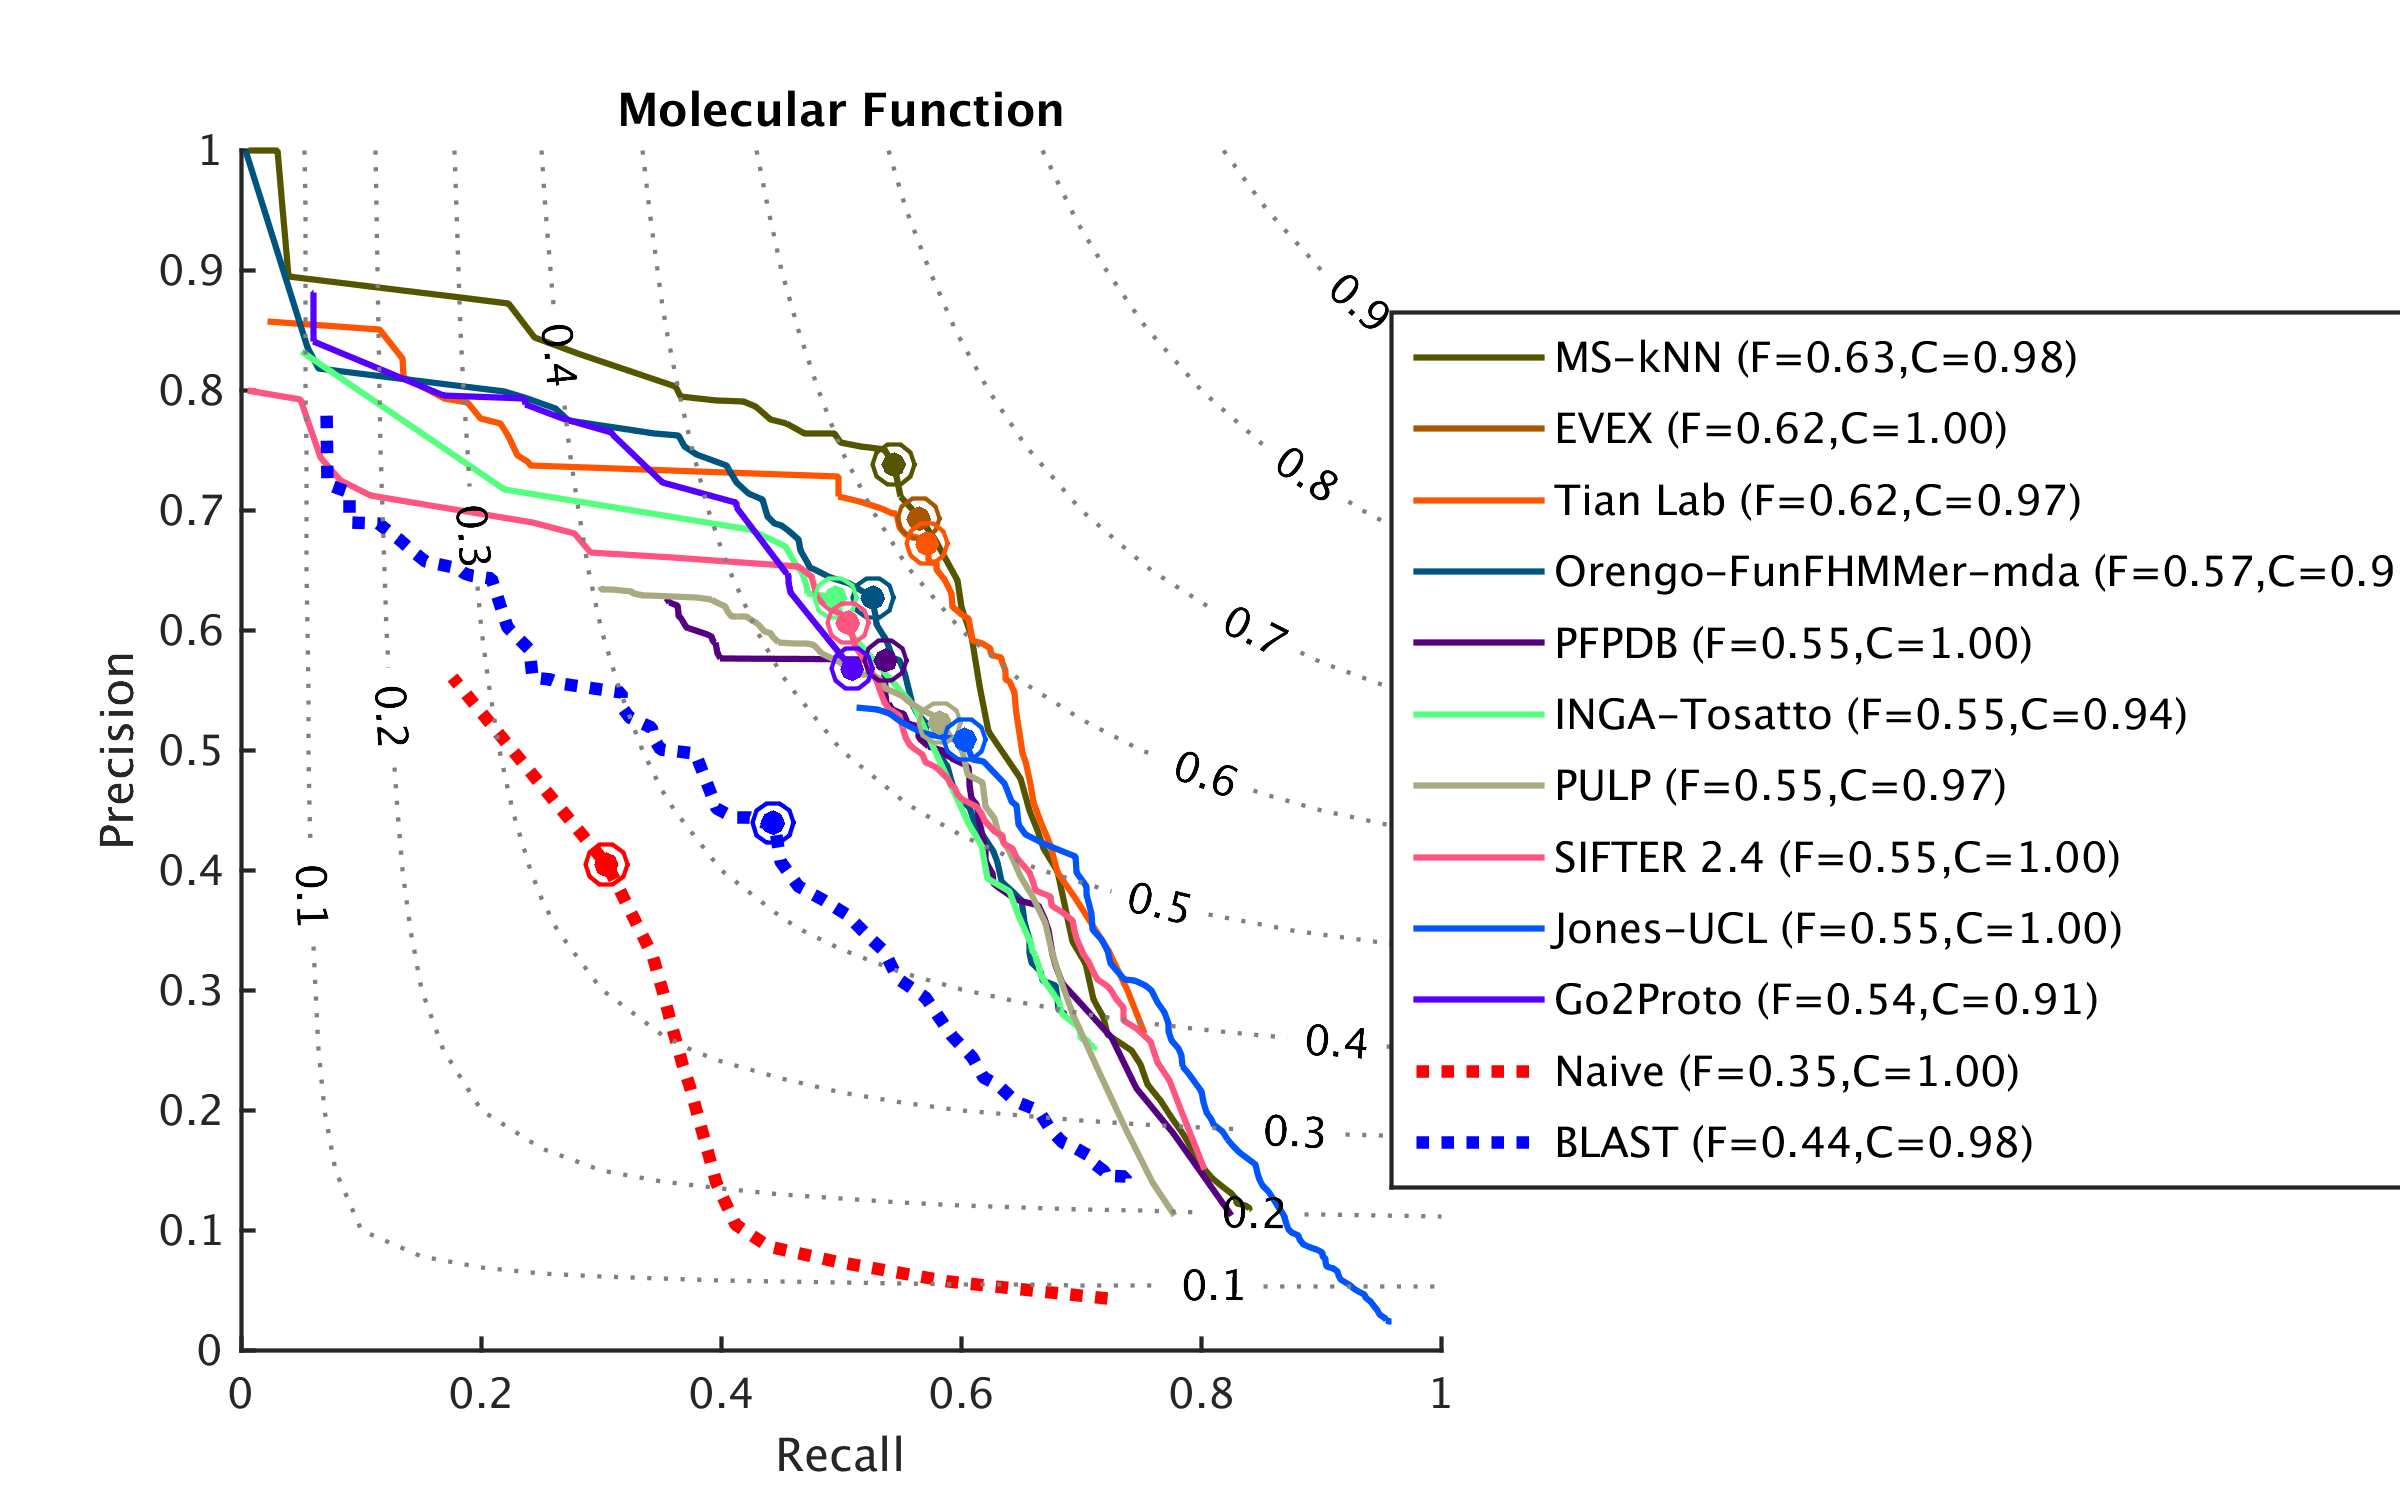 Molecular Function
1
0.9
0.8
0.7
0.6
0.5
0.4
0.3
0.2
0.1
0
Precision
0
0.2
0.4
0.6
0.8
1
Recall
0.4
0.3
0.2
0.1
0.9
0.8
0.7
0.6
0.5
0.4
0.3
0.2
0.1
MS-kNN (F=0.63,C=0.98)
EVEX (F=0.62,C=1.00)
Tian Lab (F=0.62,C=0.97)
Orengo-FunFHMMer-mda (F=0.57,C=0.9
PFPDB (F=0.55,C=1.00)
INGA-Tosatto (F=0.55,C=0.94)
PULP (F=0.55,C=0.97)
SIFTER 2.4 (F=0.55,C=1.00)
Jones-UCL (F=0.55,C=1.00)
Go2Proto (F=0.54,C=0.91)
Naive (F=0.35,C=1.00)
BLAST (F=0.44,C=0.98)